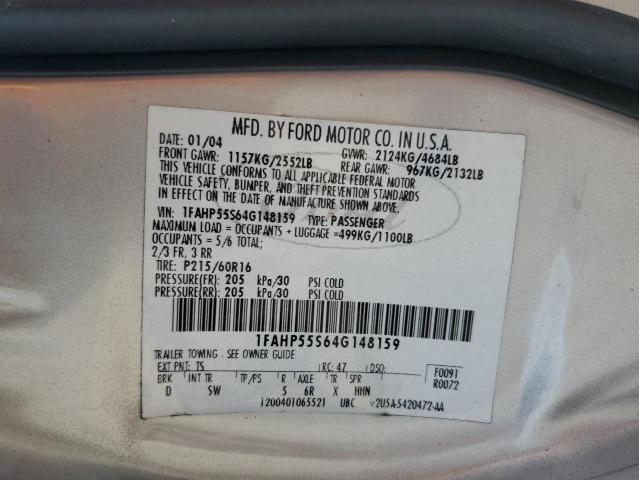 MFD. BY FORD MOTOR CO. IN U.S.A.
DATE: 01/04 GVWR: 2124KG/4684LB
FRONT GAWR: 1157KG/2552LB REAR GAWR: 967KG/2132LB
THIS VEHICLE CONFORMS TO ALL APPLICABLE FEDERAL MOTOR
VEHICLE SAFETY, BUMPER, AND THEFT PREVENTION STANDARDS
IN EFFECT ON THE DATE OF MANUFACTURE SHOWN ABOVE.
VIN: 1FAHP55S64G148159 TYPE: PASSENGER
MAXIMUM LOAD = OCCUPANTS + LUGGAGE =499KG/1100LB
OCCUPANTS = 5/6 TOTAL;
2/3 FR, 3 RR
TIRE: P215/60R16
PRESSURE(FR): 205 kPa/30 PSI COLD
PRESSURE(RR): 205 kPa/30 PSI COLD
1FAHP55S64G148159
TRAILER TOWING - SEE OWNER GUIDE
EXT PNT: TS RC: 47 DSO: F0091
BRK INT TR TP/PS R AXLE TR SPR R0072
D SW 5 6R X HHN
1200401065521 UBC V2U5A-5420472-AA